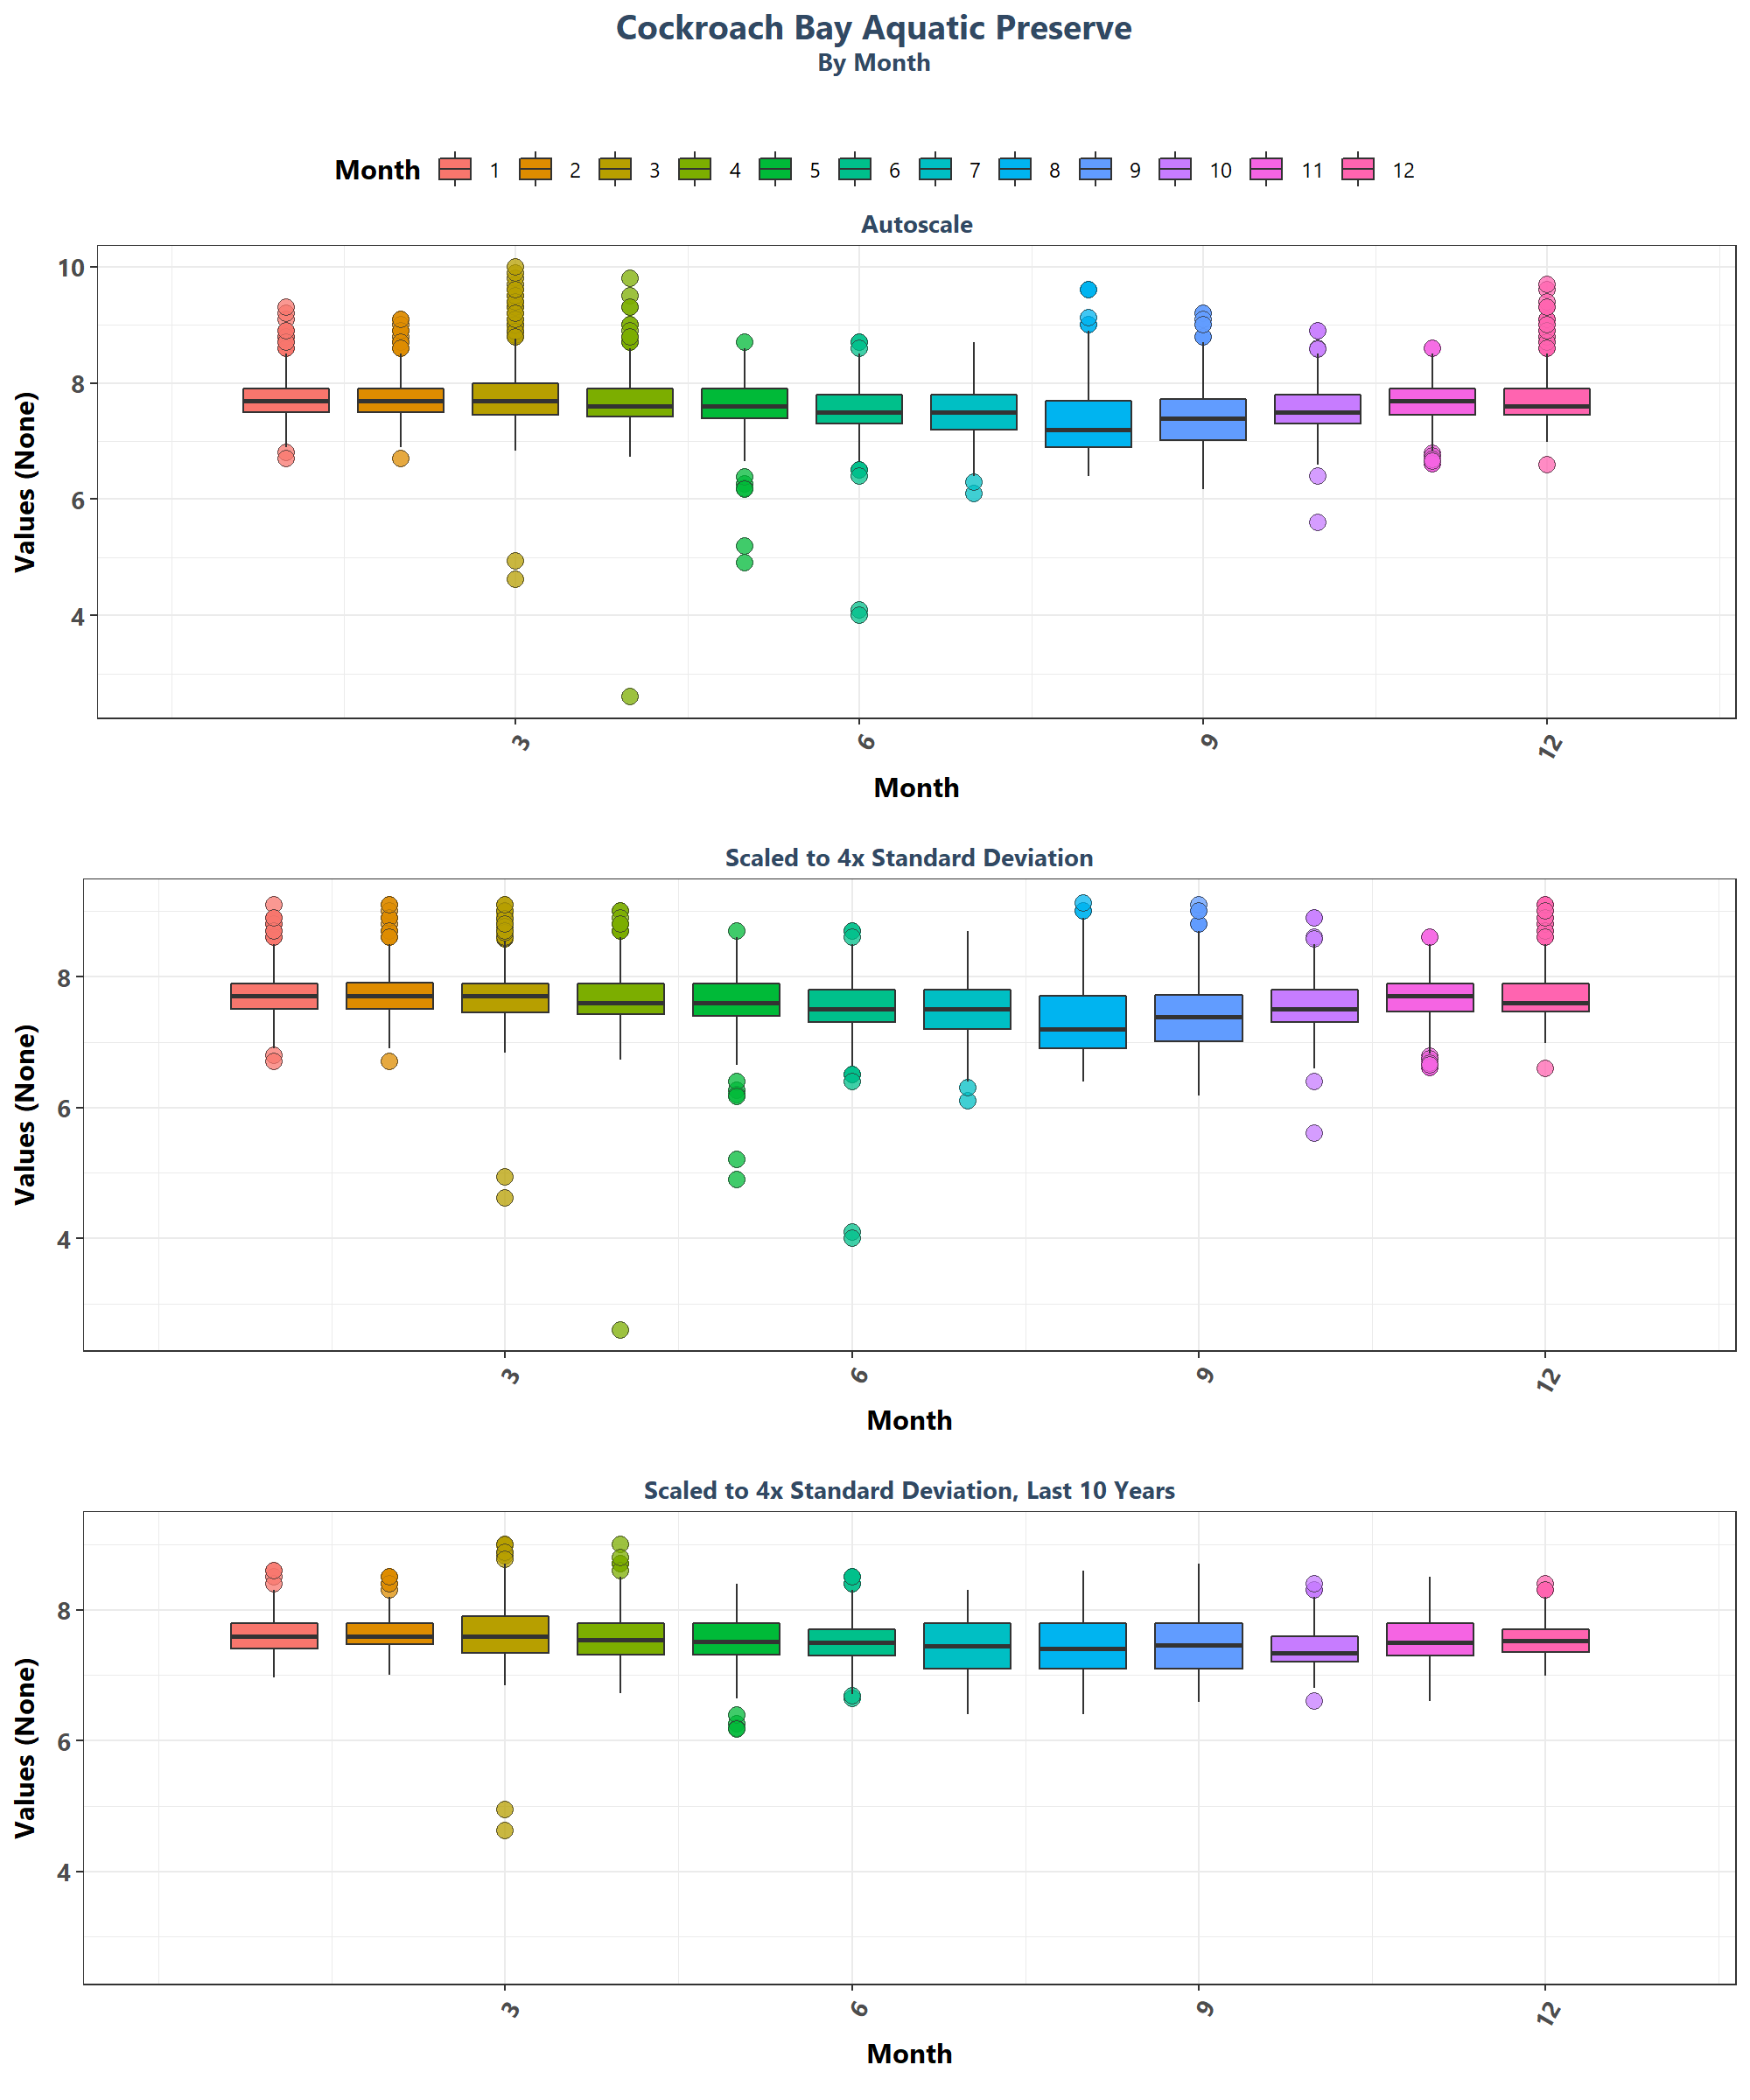 Cockroach Bay Aquatic Preserve
By Month
Month 1 2 3 4 5 6 7 8 9 10 11 12
Autoscale
Values (None)
10
8
6
4
3 6 9 12
Month
Scaled to 4x Standard Deviation
Values (None)
8
6
4
3 6 9 12
Month
Scaled to 4x Standard Deviation, Last 10 Years
Values (None)
8
6
4
3 6 9 12
Month